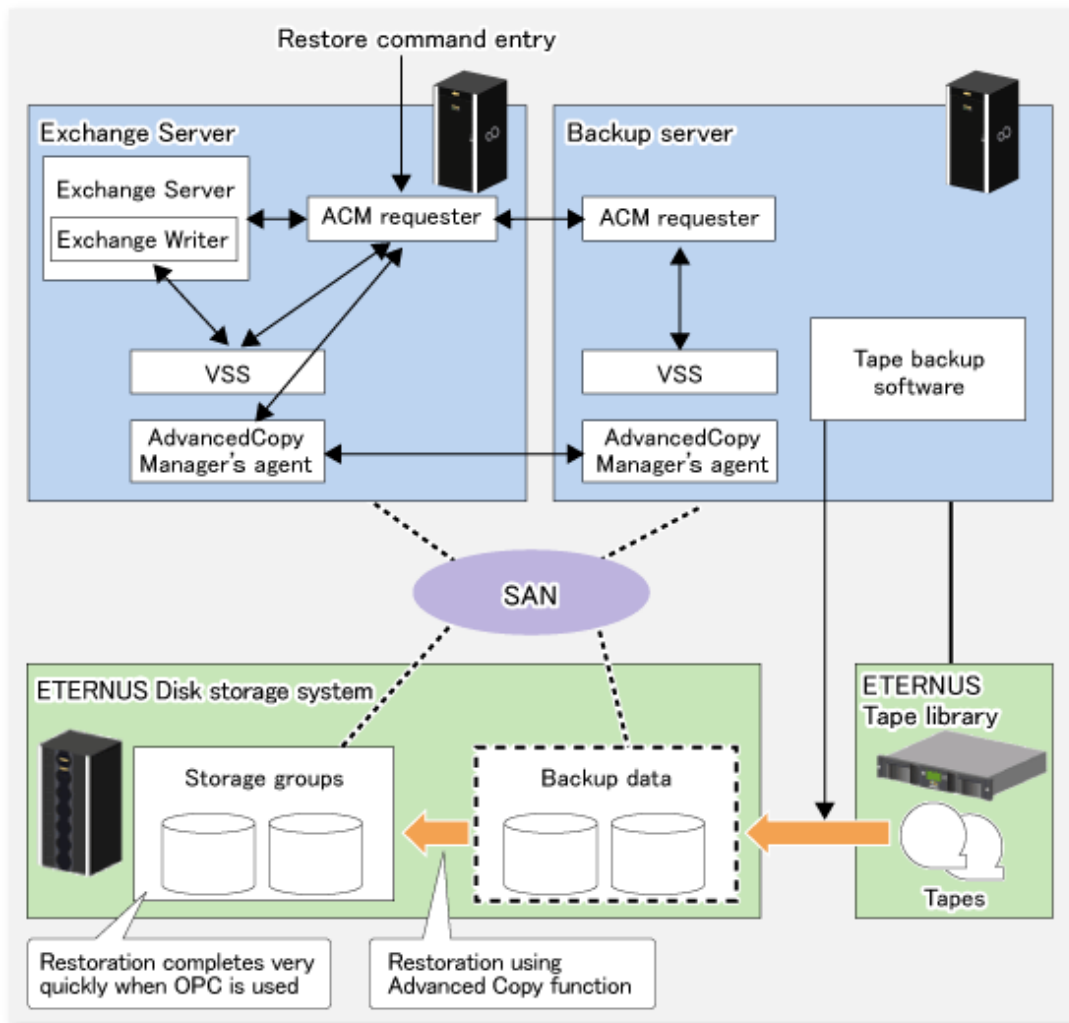 Restore command entry
Exchange Server
Backup server
Exchange Server
Exchange Writer
ACM requester
ACM requester
VSS
VSS
Tape backup
software
AdvancedCopy
Manager's agent
AdvancedCopy
Manager's agent
SAN
ETERNUS Disk storage system
ETERNUS
Tape library
Storage groups
Backup data
Tapes
Restoration completes very
quickly when OPC is used
Restoration using
Advanced Copy function